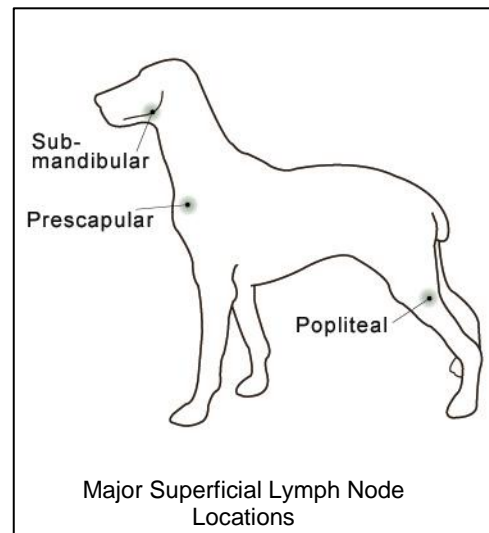 Sub-
mandibular
Prescapular
Popliteal
Major Superficial Lymph Node
Locations